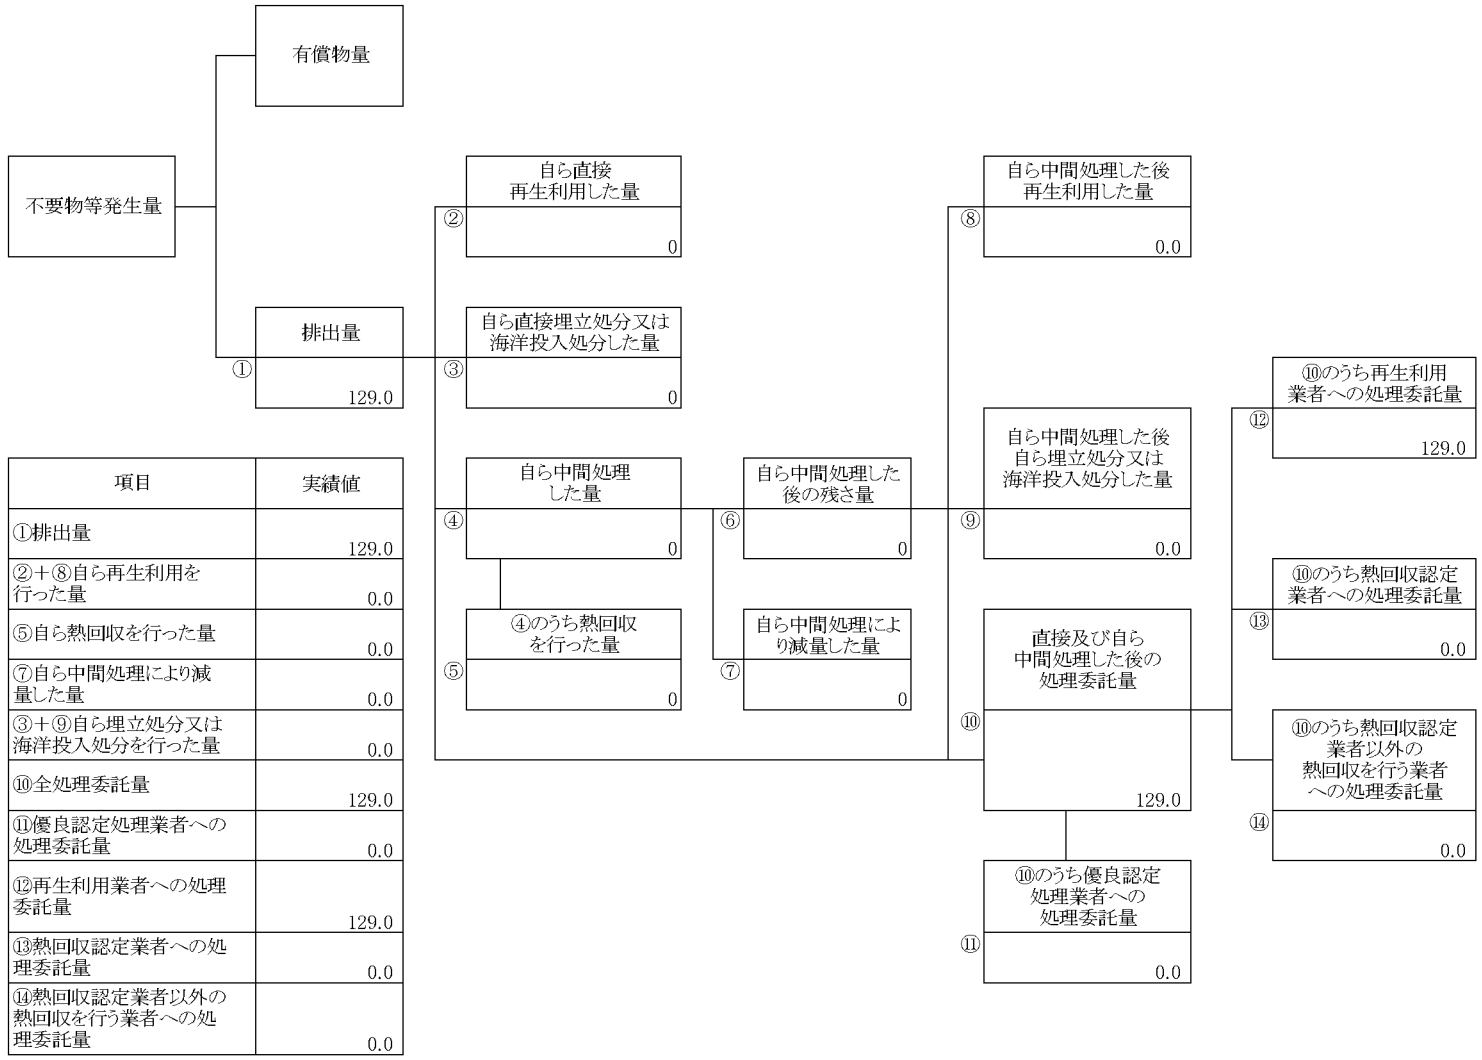 有償物量
不要物等発生量
排出量
①
129.0
自ら直接
再生利用した量
②
0
自ら直接埋立処分又は
海洋投入処分した量
③
0
自ら中間処理
した量
④
0
④のうち熱回収
を行った量
⑤
0
自ら中間処理した
後の残さ量
⑥
0
自ら中間処理によ
り減量した量
⑦
0
自ら中間処理した後
再生利用した量
⑧
0.0
自ら中間処理した後
自ら埋立処分又は
海洋投入処分した量
⑨
0.0
直接及び自ら
中間処理した後の
処理委託量
⑩
129.0
⑩のうち優良認定
処理業者への
処理委託量
⑪
0.0
⑩のうち再生利用
業者への処理委託量
⑫
129.0
⑩のうち熱回収認定
業者への処理委託量
⑬
0.0
⑩のうち熱回収認定
業者以外の
熱回収を行う業者
への処理委託量
⑭
0.0
項目
実績値
①排出量
129.0
②＋⑧自ら再生利用を
行った量
0.0
⑤自ら熱回収を行った量
0.0
⑦自ら中間処理により減
量した量
0.0
③＋⑨自ら埋立処分又は
海洋投入処分を行った量
0.0
⑩全処理委託量
129.0
⑪優良認定処理業者への
処理委託量
0.0
⑫再生利用業者への処理
委託量
129.0
⑬熱回収認定業者への処
理委託量
0.0
⑭熱回収認定業者以外の
熱回収を行う業者への処
理委託量
0.0